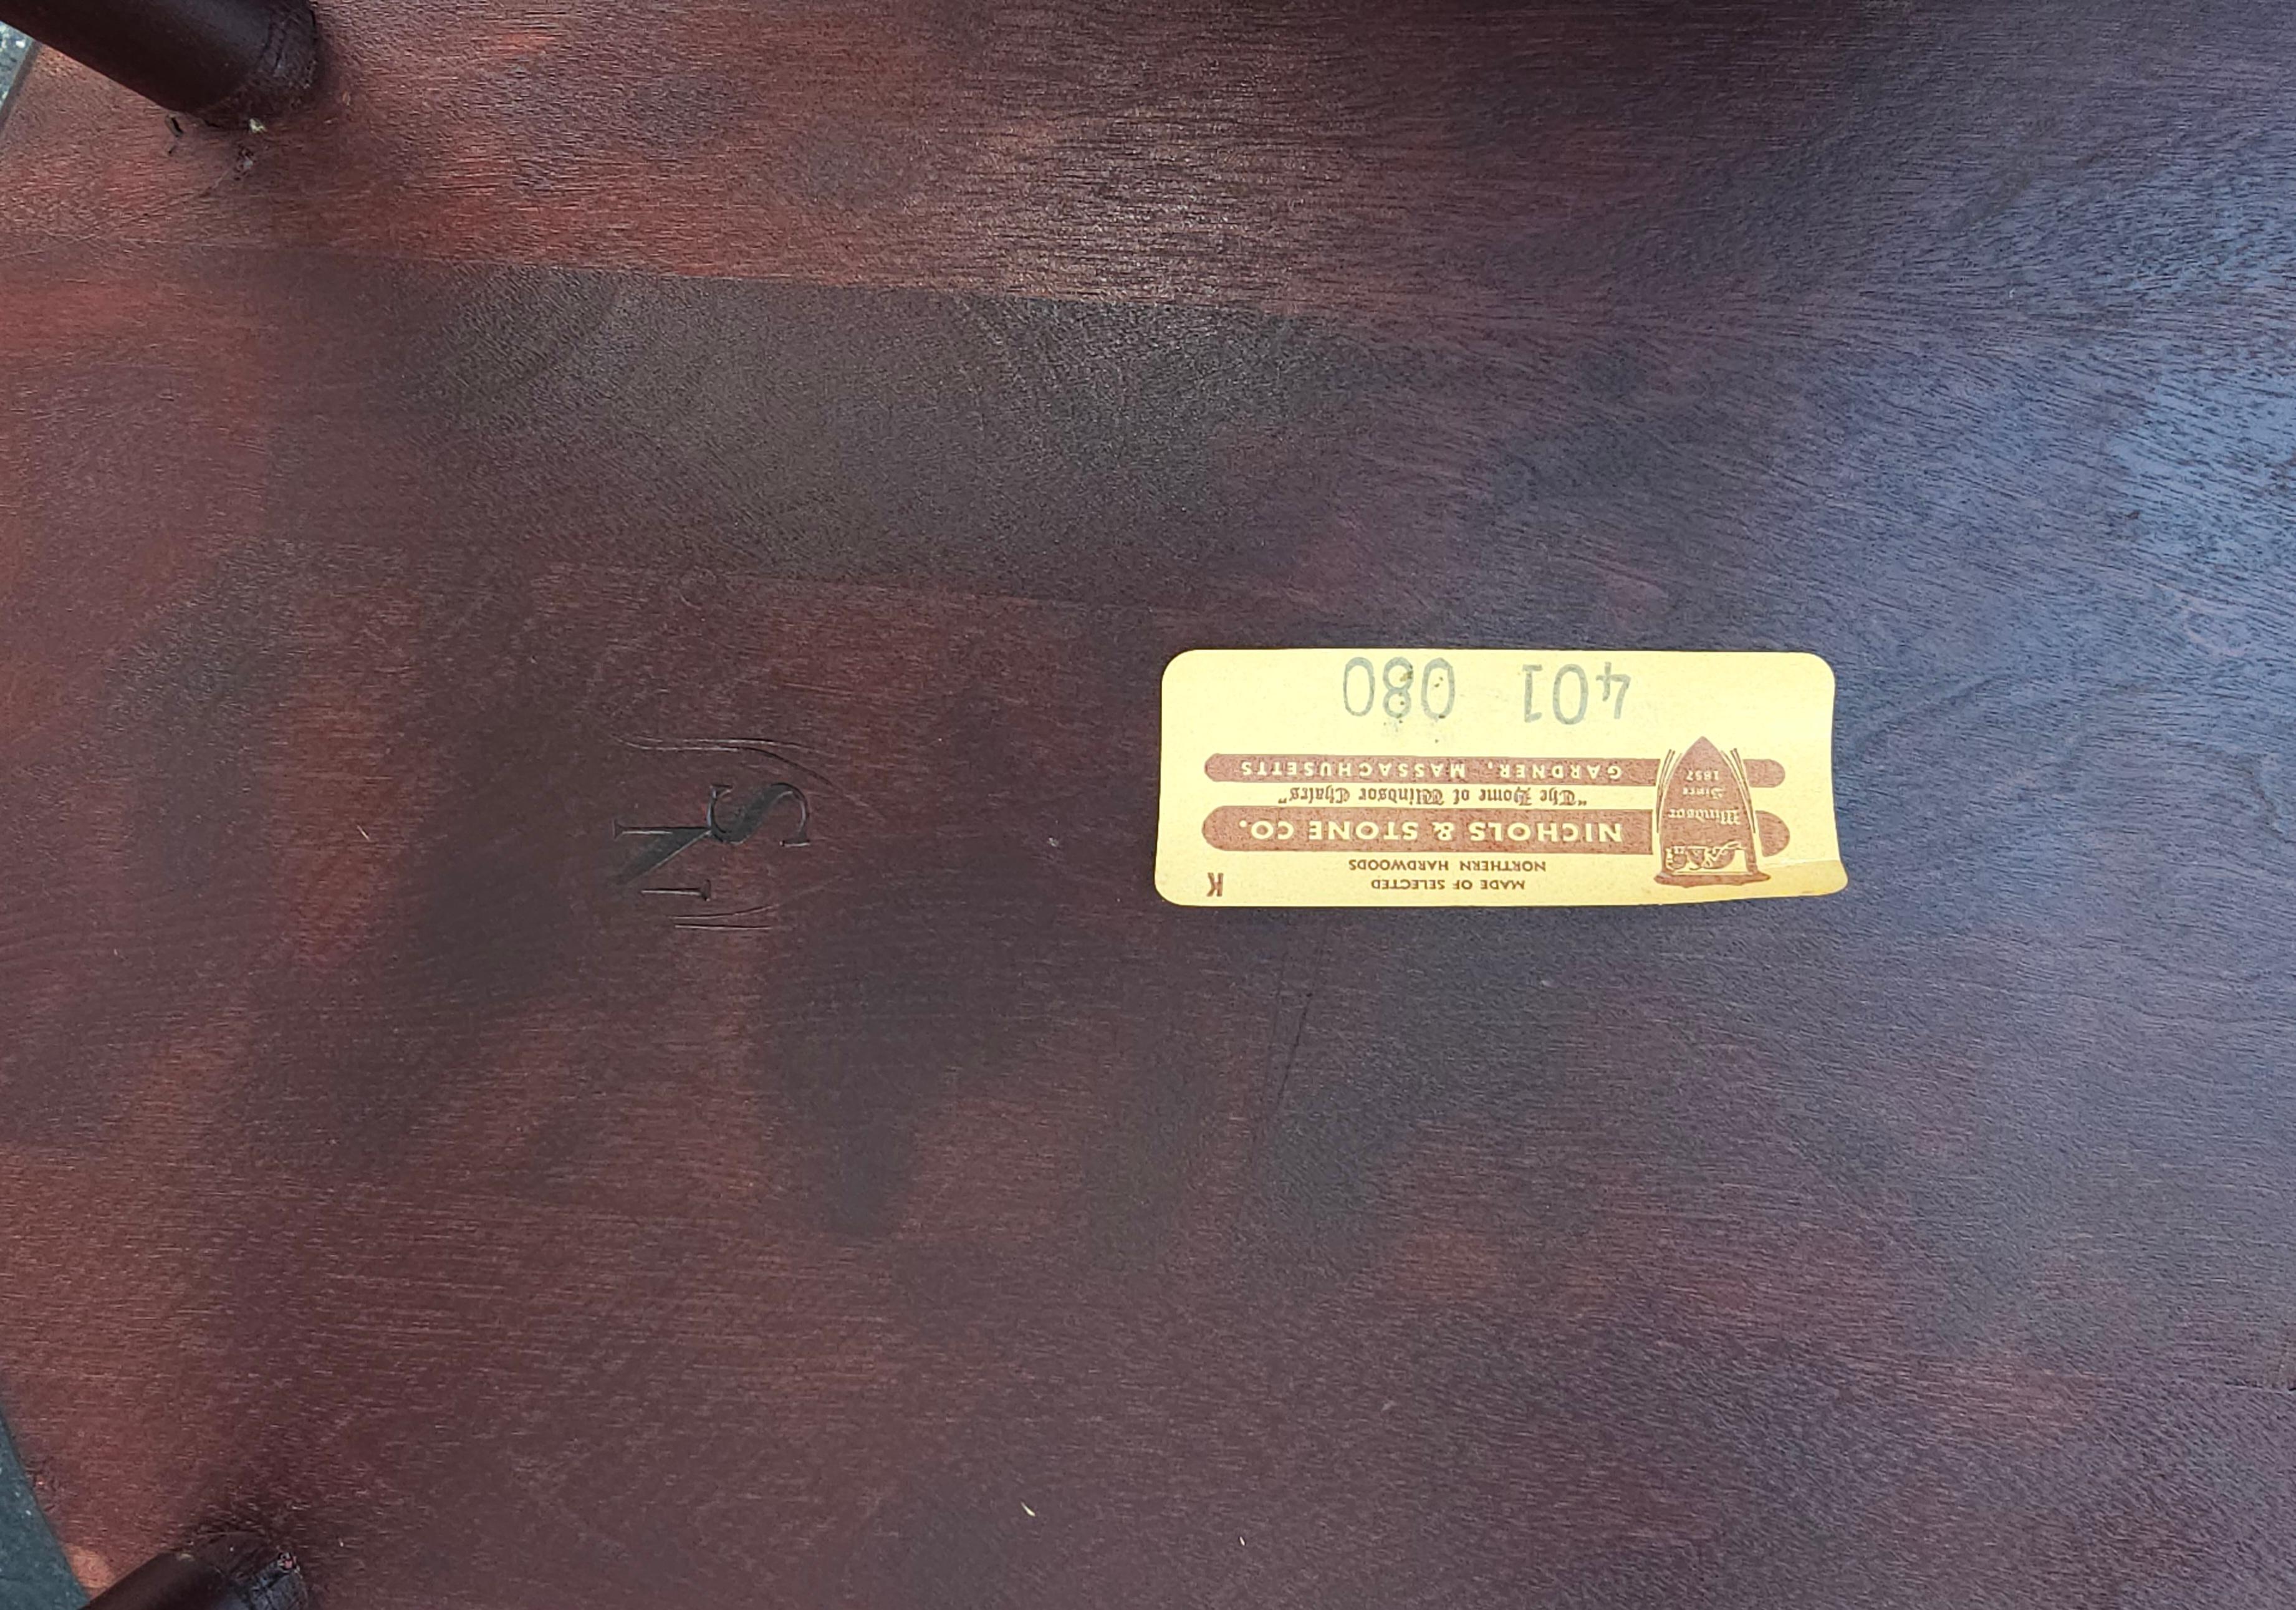 MADE OF SELECTED
NORTHERN HARDWOODS
K
NICHOLS & STONE CO.
"The Home of Windsor Chairs"
GARDNER, MASSACHUSETTS
Windsor
Since
1857
401 080
NS